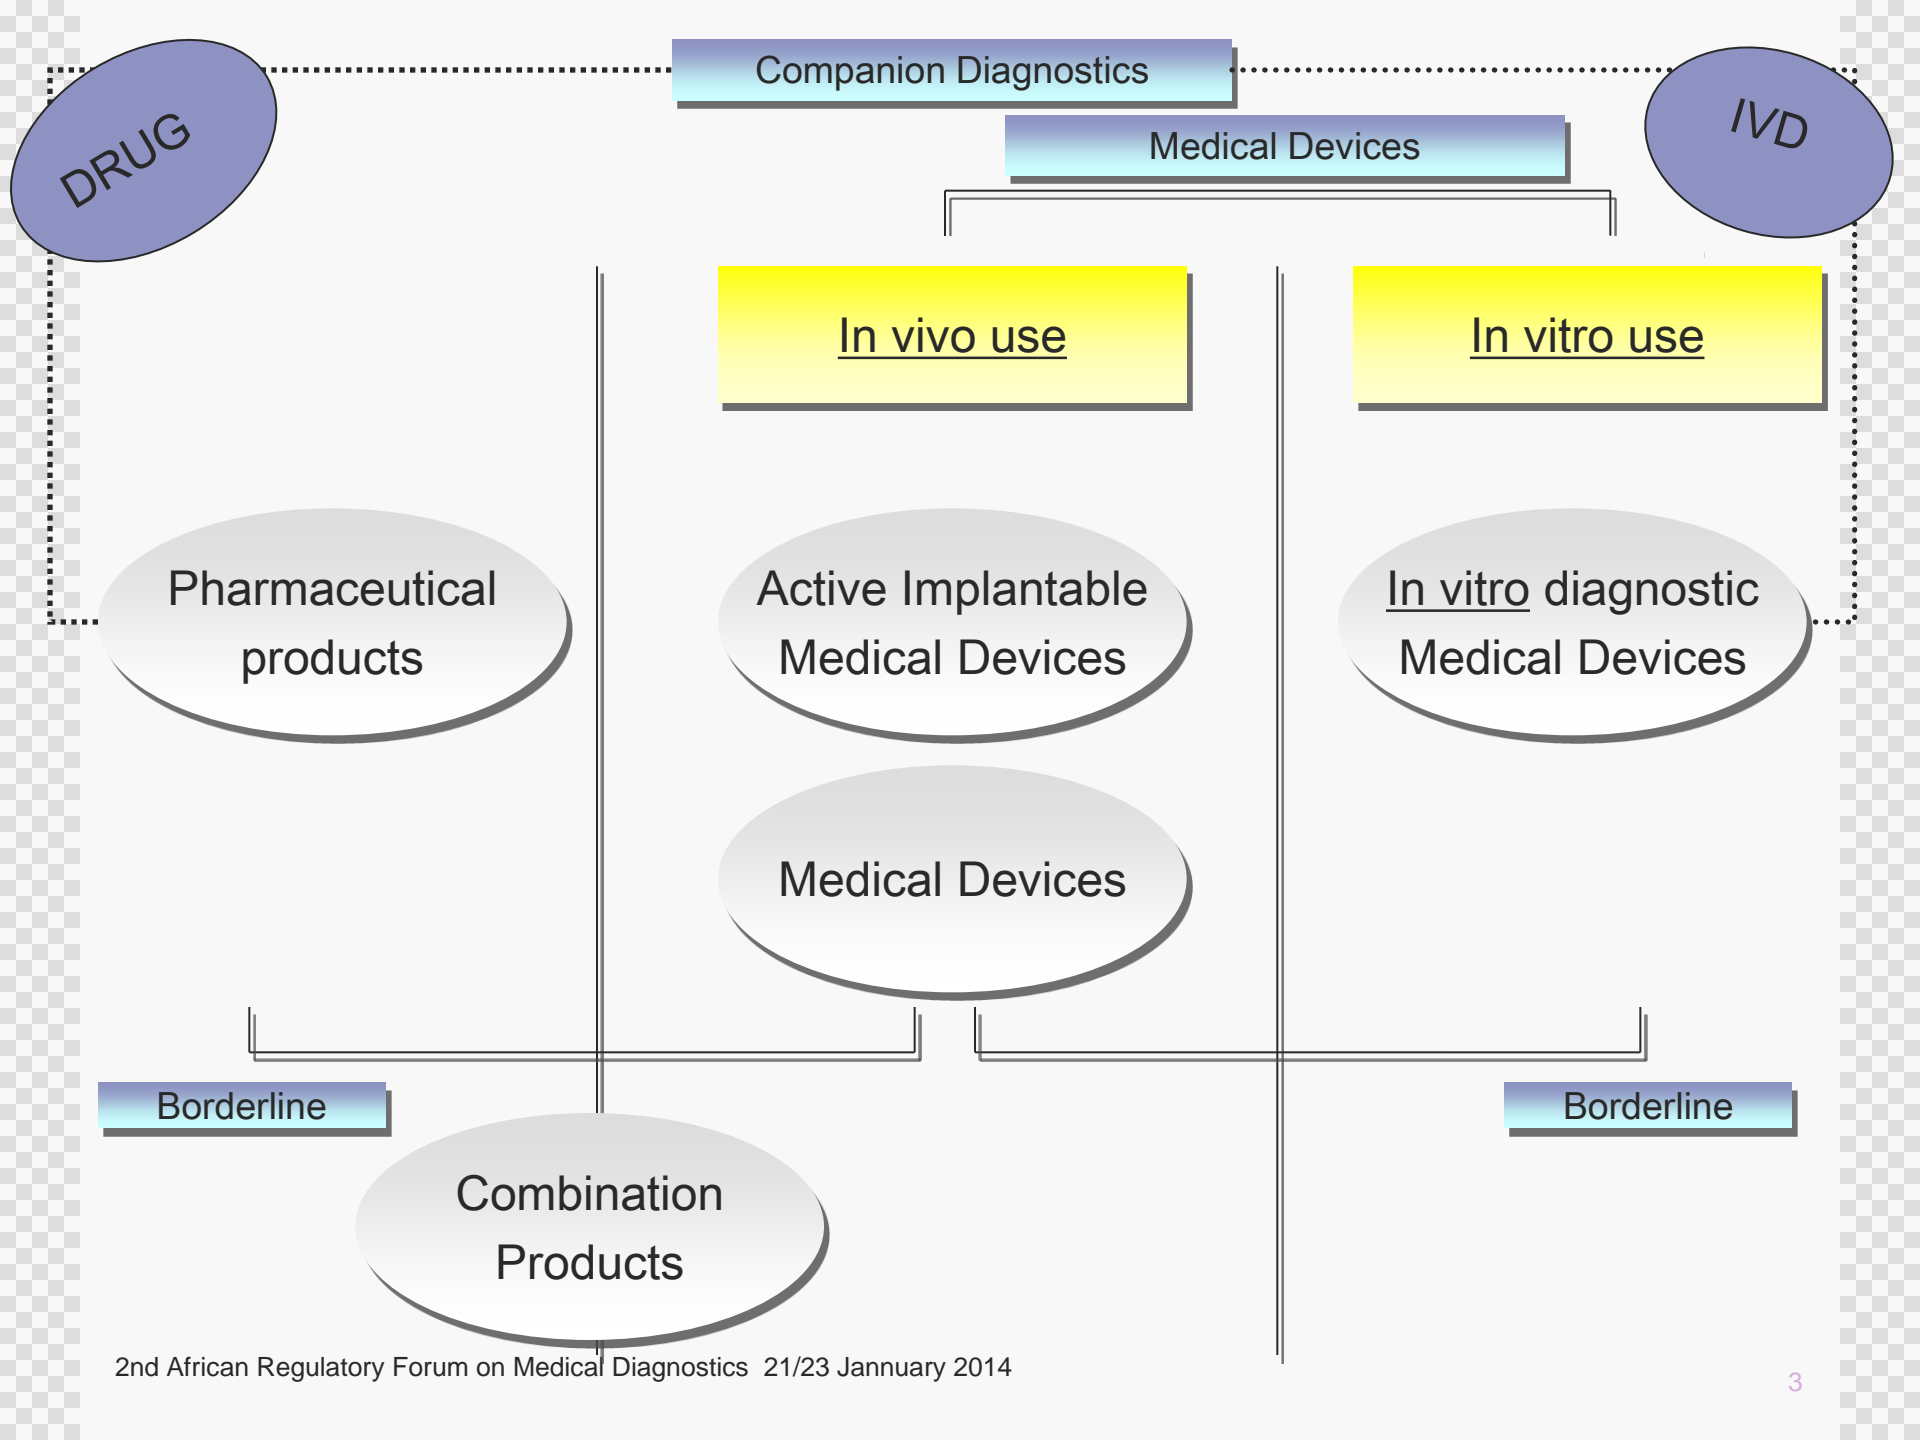 Companion Diagnostics
DRUG
IVD
Medical Devices
In vivo use
In vitro use
Pharmaceutical
products
Active Implantable
Medical Devices
In vitro diagnostic
Medical Devices
Medical Devices
Borderline
Borderline
Combination
Products
2nd African Regulatory Forum on Medical Diagnostics  21/23 Jannuary 2014
3